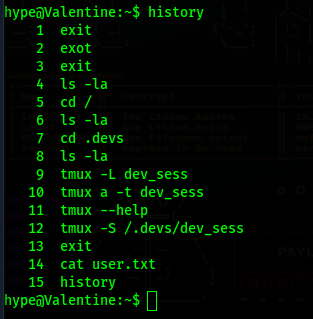 hype@Valentine:~$ history
1 exit
2 exot
3 exit
4 ls -la
5 cd /
6 ls -la
7 cd .devs
8 ls -la
9 tmux -L dev_sess
10 tmux a -t dev_sess
11 tmux --help
12 tmux -S /.devs/dev_sess
13 exit
14 cat user.txt
15 history
hype@Valentine:~$